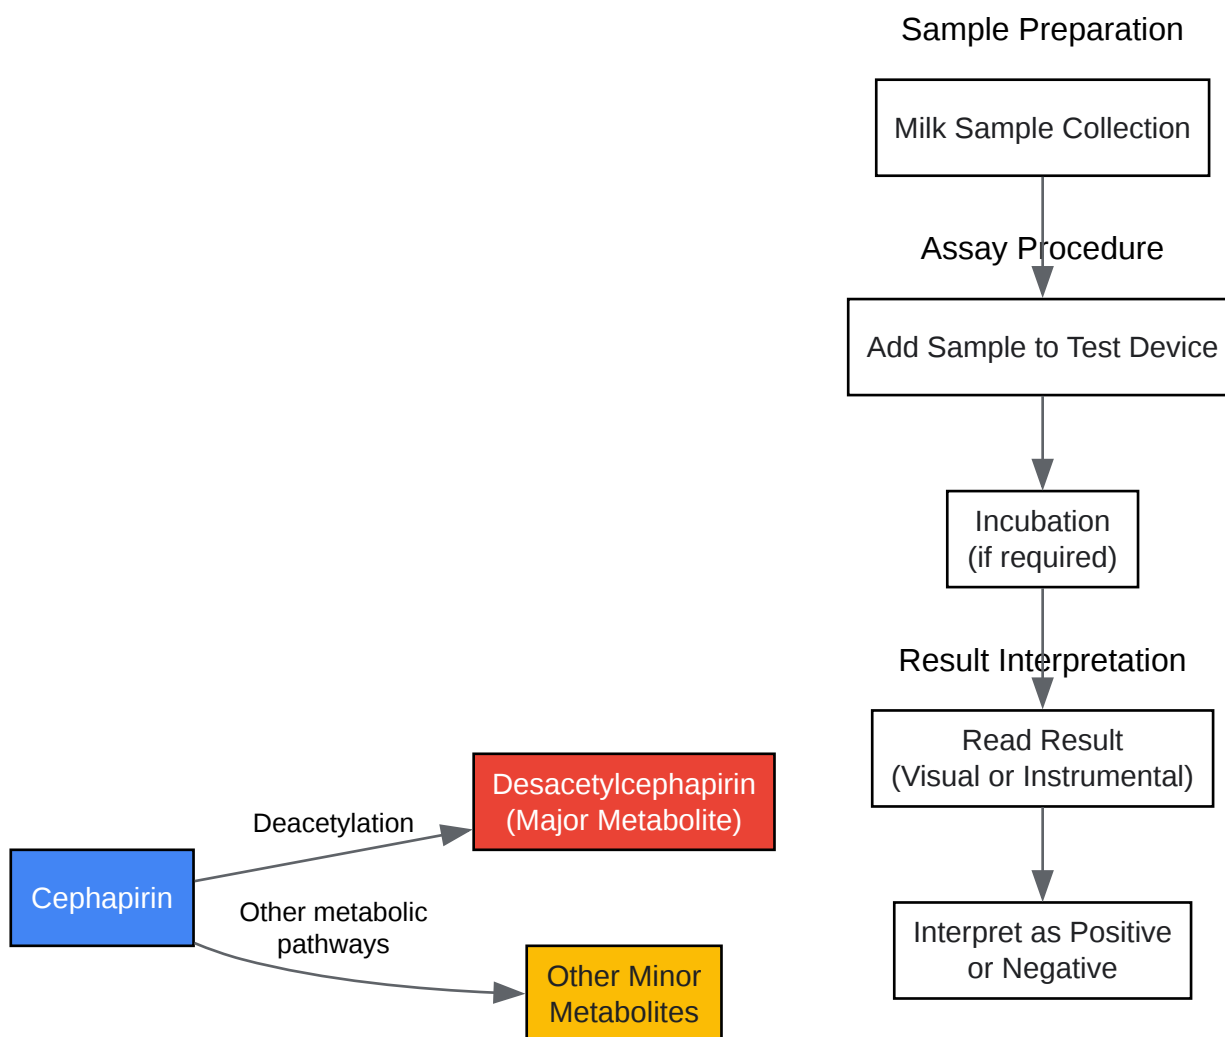 Sample Preparation
Milk Sample Collection
Assay Procedure
Add Sample to Test Device
Incubation
(if required)
Result Interpretation
Read Result
(Visual or Instrumental)
Interpret as Positive
or Negative
Cephapirin
Deacetylation
Desacetylcephapirin
(Major Metabolite)
Other metabolic
pathways
Other Minor
Metabolites